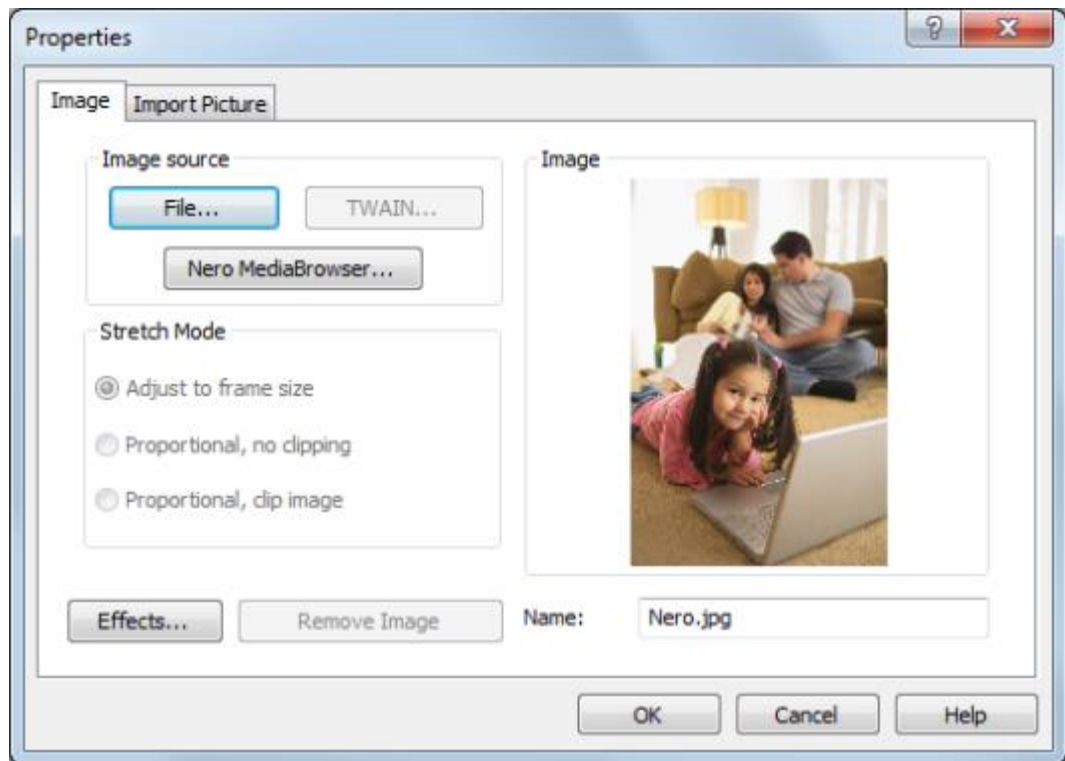 Properties
Image
Import Picture
Image source
File...
TWAIN...
Nero MediaBrowser...
Stretch Mode
Adjust to frame size
Proportional, no clipping
Proportional, clip image
Effects...
Remove Image
Image
Name:
Nero.jpg
OK
Cancel
Help